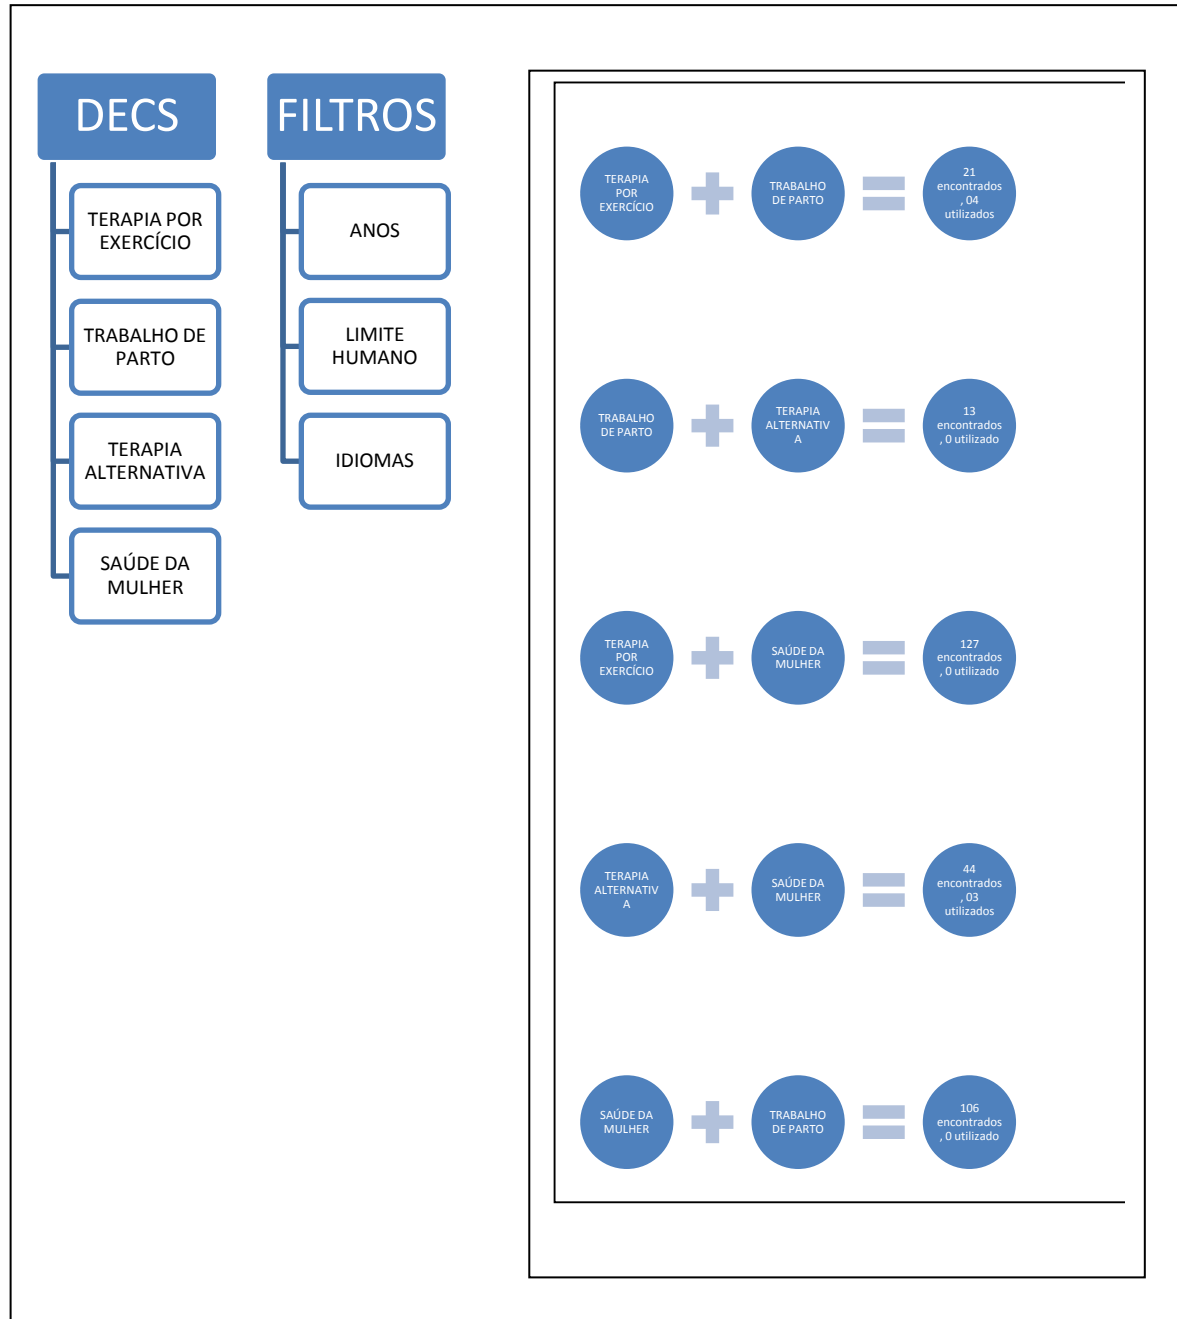 DECS
TERAPIA POR
EXERCÍCIO
TRABALHO DE
PARTO
TERAPIA
ALTERNATIVA
SAÚDE DA
MULHER
FILTROS
ANOS
LIMITE
HUMANO
IDIOMAS
TERAPIA
POR
EXERCÍCIO
TRABALHO
DE PARTO
21
encontrados
, 04
utilizados
TRABALHO
DE PARTO
TERAPIA
ALTERNATIV
A
13
encontrados
, 0 utilizado
TERAPIA
POR
EXERCÍCIO
SAÚDE DA
MULHER
127
encontrados
, 0 utilizado
TERAPIA
ALTERNATIV
A
SAÚDE DA
MULHER
44
encontrados
, 03
utilizados
SAÚDE DA
MULHER
TRABALHO
DE PARTO
106
encontrados
, 0 utilizado